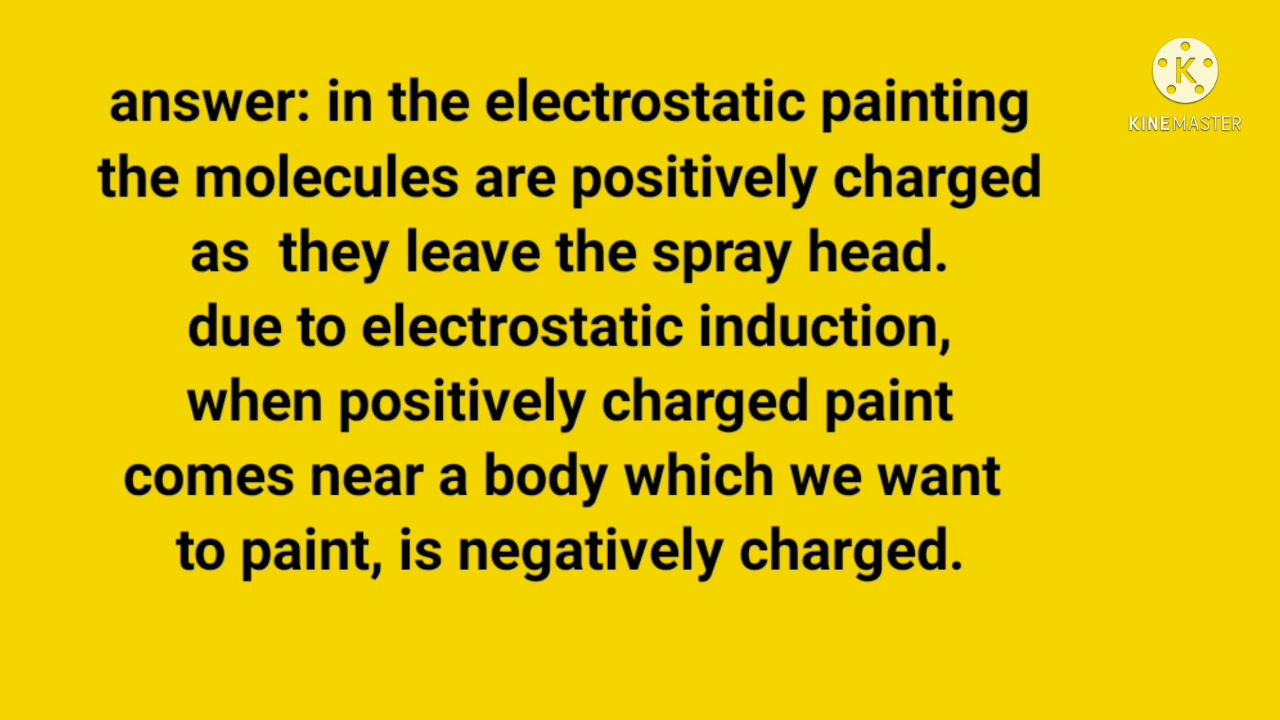 answer: in the electrostatic painting
the molecules are positively charged
as  they leave the spray head.
due to electrostatic induction,
when positively charged paint
comes near a body which we want
to paint, is negatively charged.
K
KINEMASTER